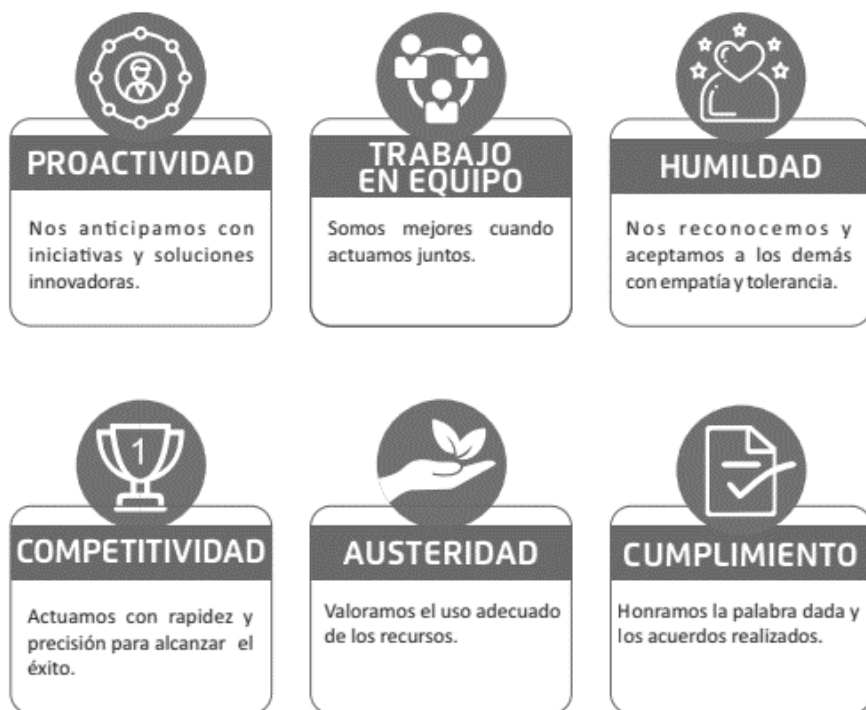 PROACTIVIDAD
Nos anticipamos con
iniciativas y soluciones
innovadoras.
TRABAJO
EN EQUIPO
Somos mejores cuando
actuamos juntos.
HUMILDAD
Nos reconocemos y
aceptamos a los demás
con empatía y tolerancia.
1
COMPETITIVIDAD
Actuamos con rapidez y
precisión para alcanzar el
éxito.
AUSTERIDAD
Valoramos el uso adecuado
de los recursos.
CUMPLIMIENTO
Honramos la palabra dada y
los acuerdos realizados.